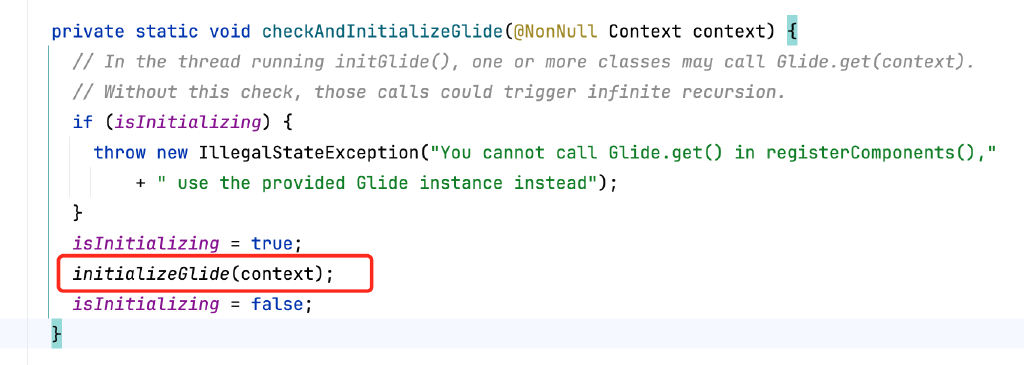 private static void checkAndInitializeGlide(@NonNull Context context) {
// In the thread running initGlide(), one or more classes may call Glide.get(context).
// Without this check, those calls could trigger infinite recursion.
if (isInitializing) {
throw new IllegalStateException("You cannot call Glide.get() in registerComponents(),"
+ " use the provided Glide instance instead");
}
isInitializing = true;
initializeGlide(context);
isInitializing = false;
}